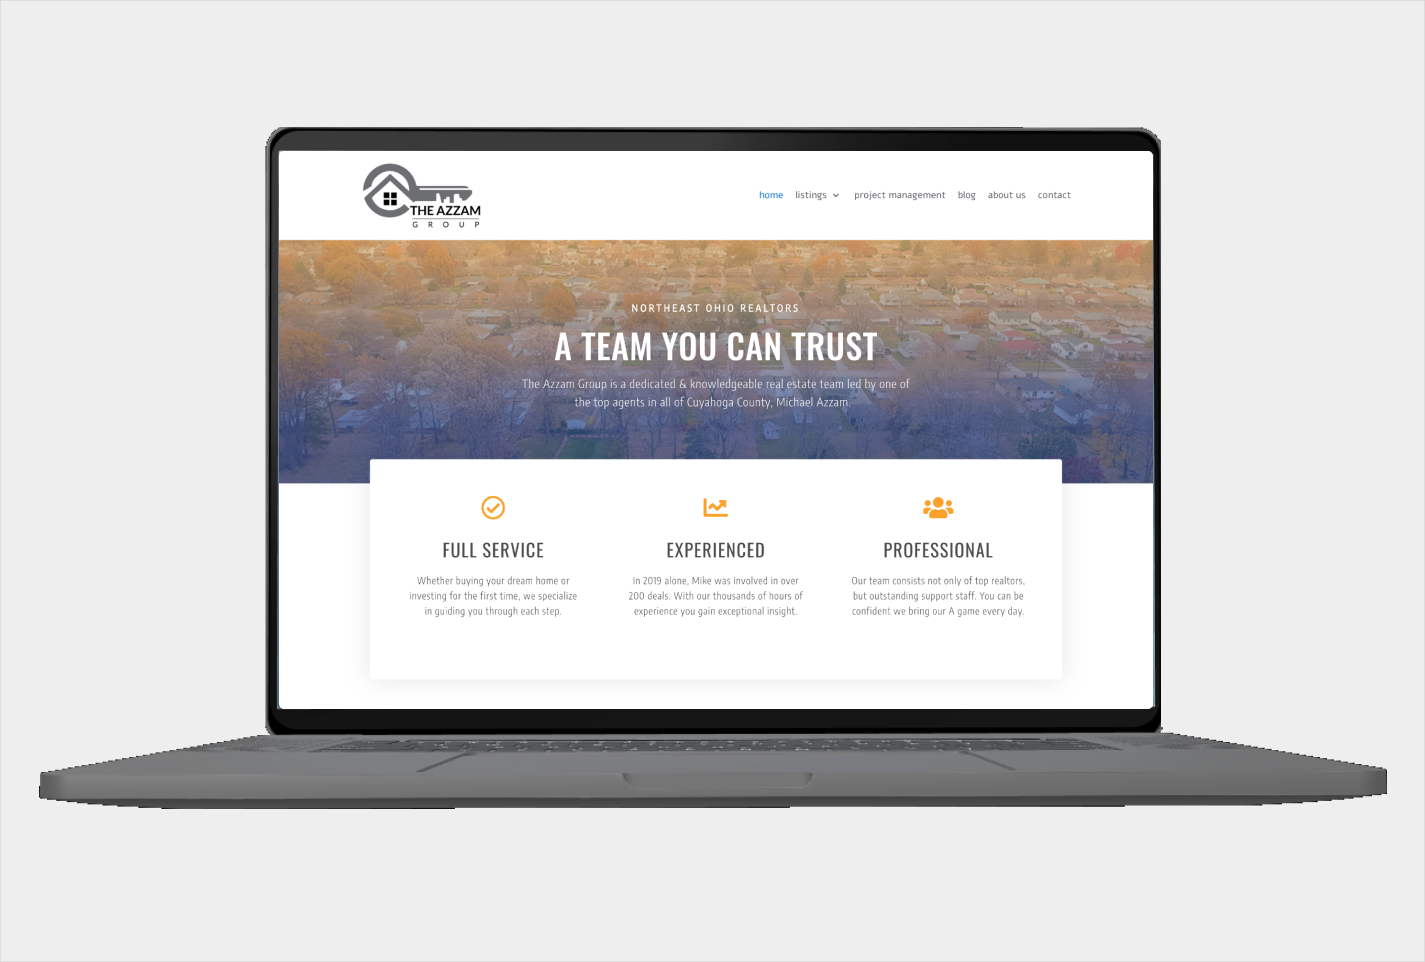 THE AZZAM
GROUP
home listings project management blog about us contact
NORTHEAST OHIO REALTORS
A TEAM YOU CAN TRUST
The Azzam Group is a dedicated & knowledgeable real estate team led by one of
the top agents in all of Cuyahoga County, Michael Azzam.
FULL SERVICE
Whether buying your dream home or
investing for the first time, we specialize
in guiding you through each step.
EXPERIENCED
In 2019 alone, Mike was involved in over
200 deals. With our thousands of hours of
experience you gain exceptional insight.
PROFESSIONAL
Our team consists not only of top realtors,
but outstanding support staff. You can be
confident we bring our A game every day.